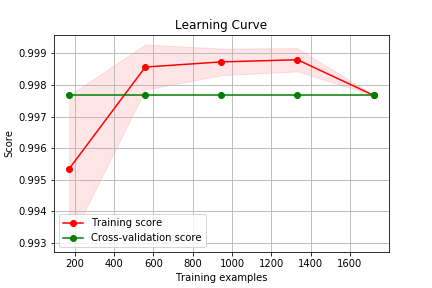 Learning Curve
0.999
0.998
0.997
0.996
0.995
0.994
0.993
Score
Training score
Cross-validation score
200 400 600 800 1000 1200 1400 1600
Training examples